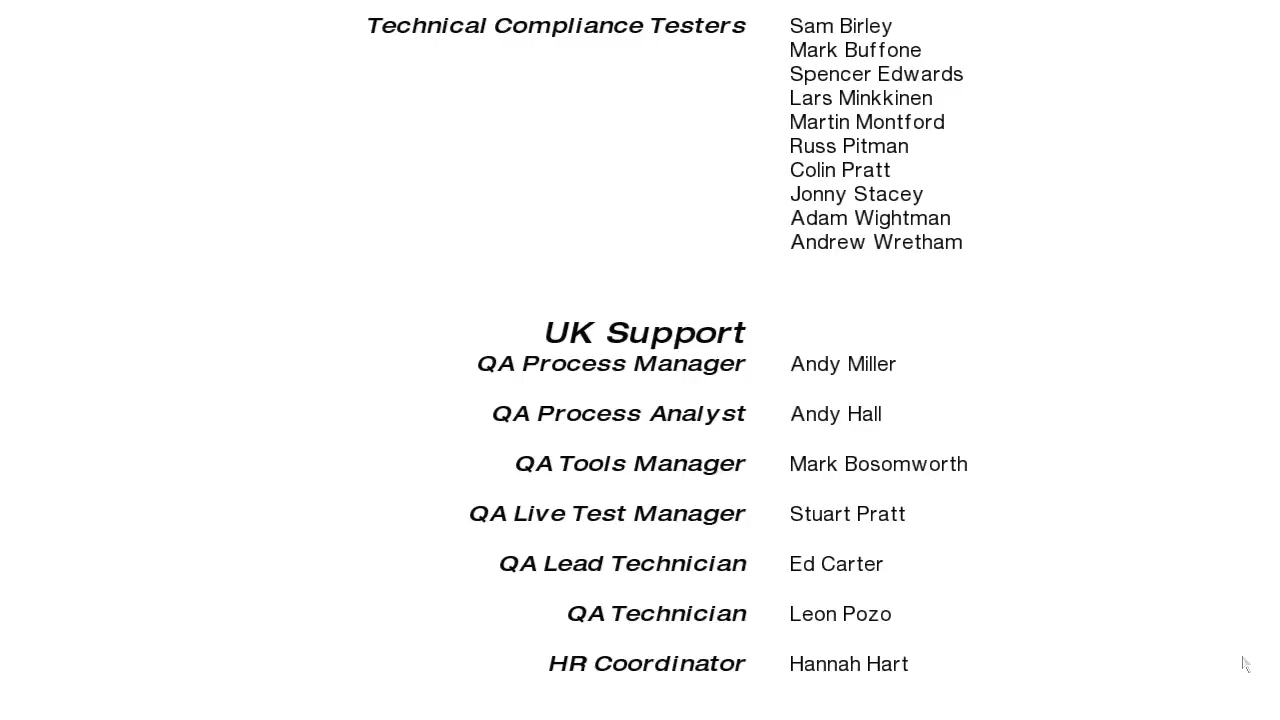 Technical Compliance Testers Sam Birley
Mark Buffone
Spencer Edwards
Lars Minkkinen
Martin Montford
Russ Pitman
Colin Pratt
Jonny Stacey
Adam Wightman
Andrew Wretham
UK Support
QA Process Manager Andy Miller
QA Process Analyst Andy Hall
QA Tools Manager Mark Bosomworth
QA Live Test Manager Stuart Pratt
QA Lead Technician Ed Carter
QA Technician Leon Pozo
HR Coordinator Hannah Hart